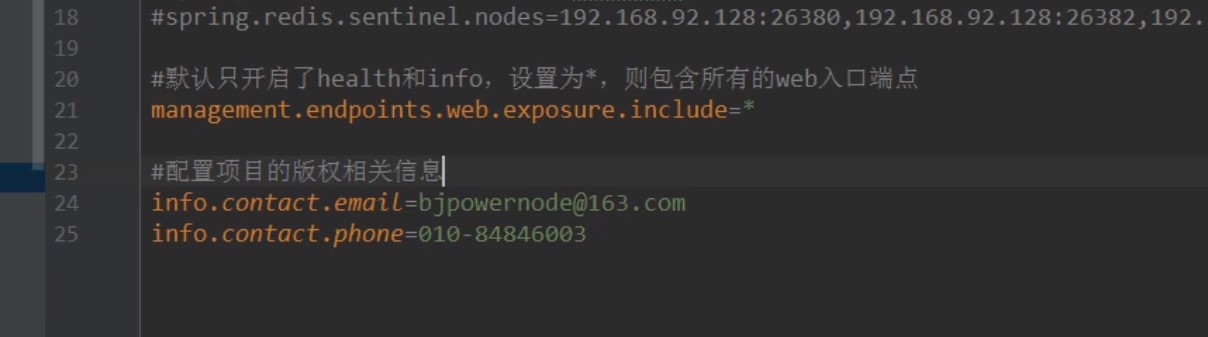 18 #spring.redis.sentinel.nodes=192.168.92.128:26380,192.168.92.128:26382,192.
19
20 #默认只开启了health和info，设置为*，则包含所有的web入口端点
21 management.endpoints.web.exposure.include=*
22
23 #配置项目的版权相关信息
24 info.contact.email=bjpowernode@163.com
25 info.contact.phone=010-84846003